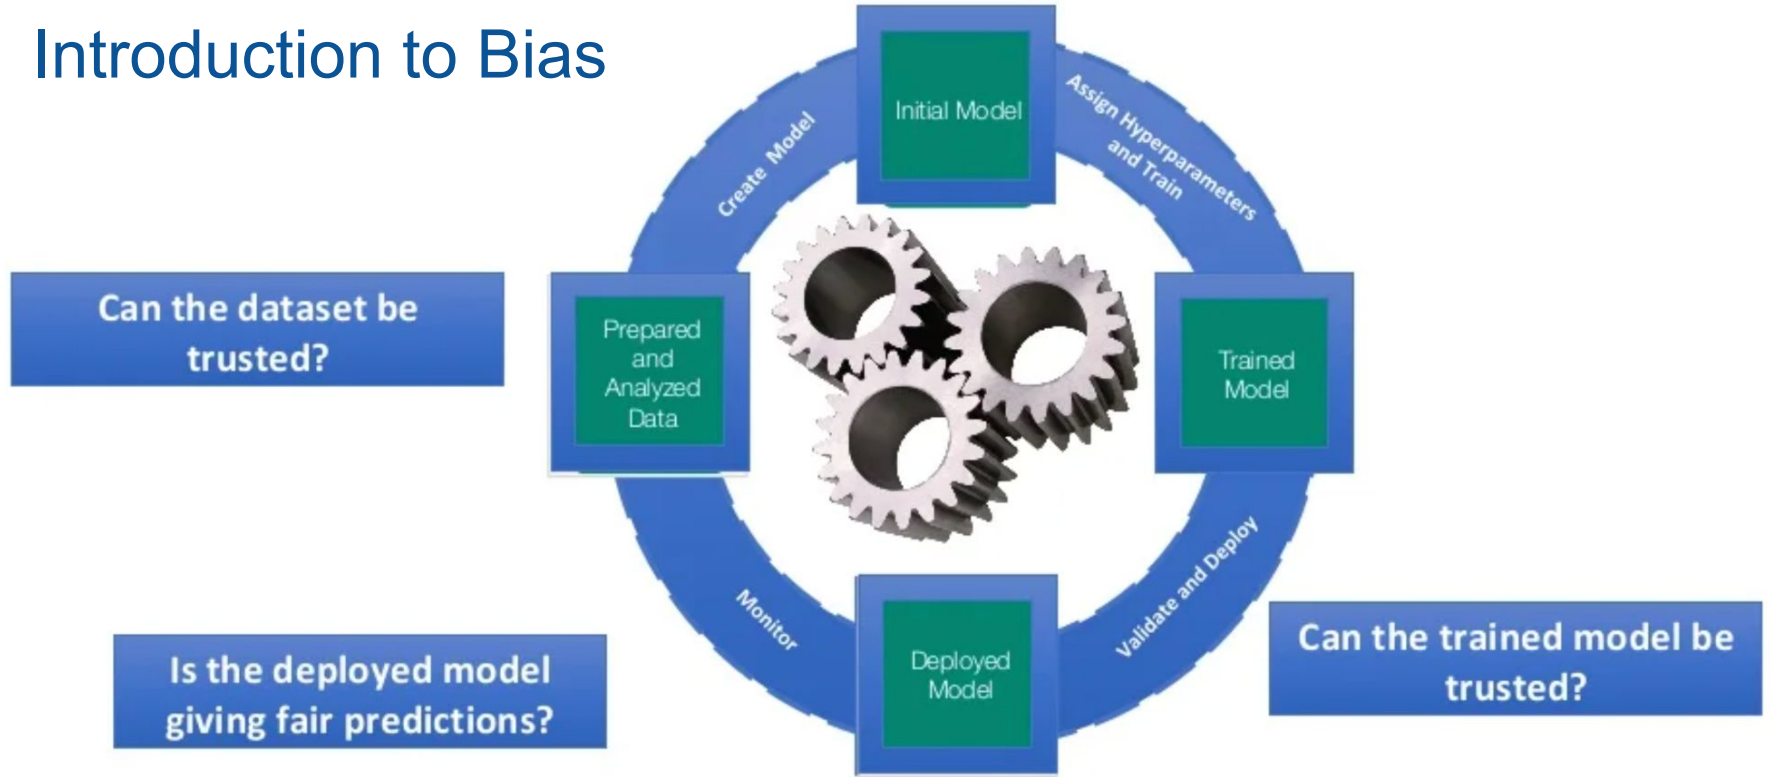 Introduction to Bias
Initial Model
Create Model
Assign Hyperparameters
and Train
Can the dataset be
trusted?
Prepared
and
Analyzed
Data
Trained
Model
Monitor
Validate and Deploy
Is the deployed model
giving fair predictions?
Deployed
Model
Can the trained model be
trusted?